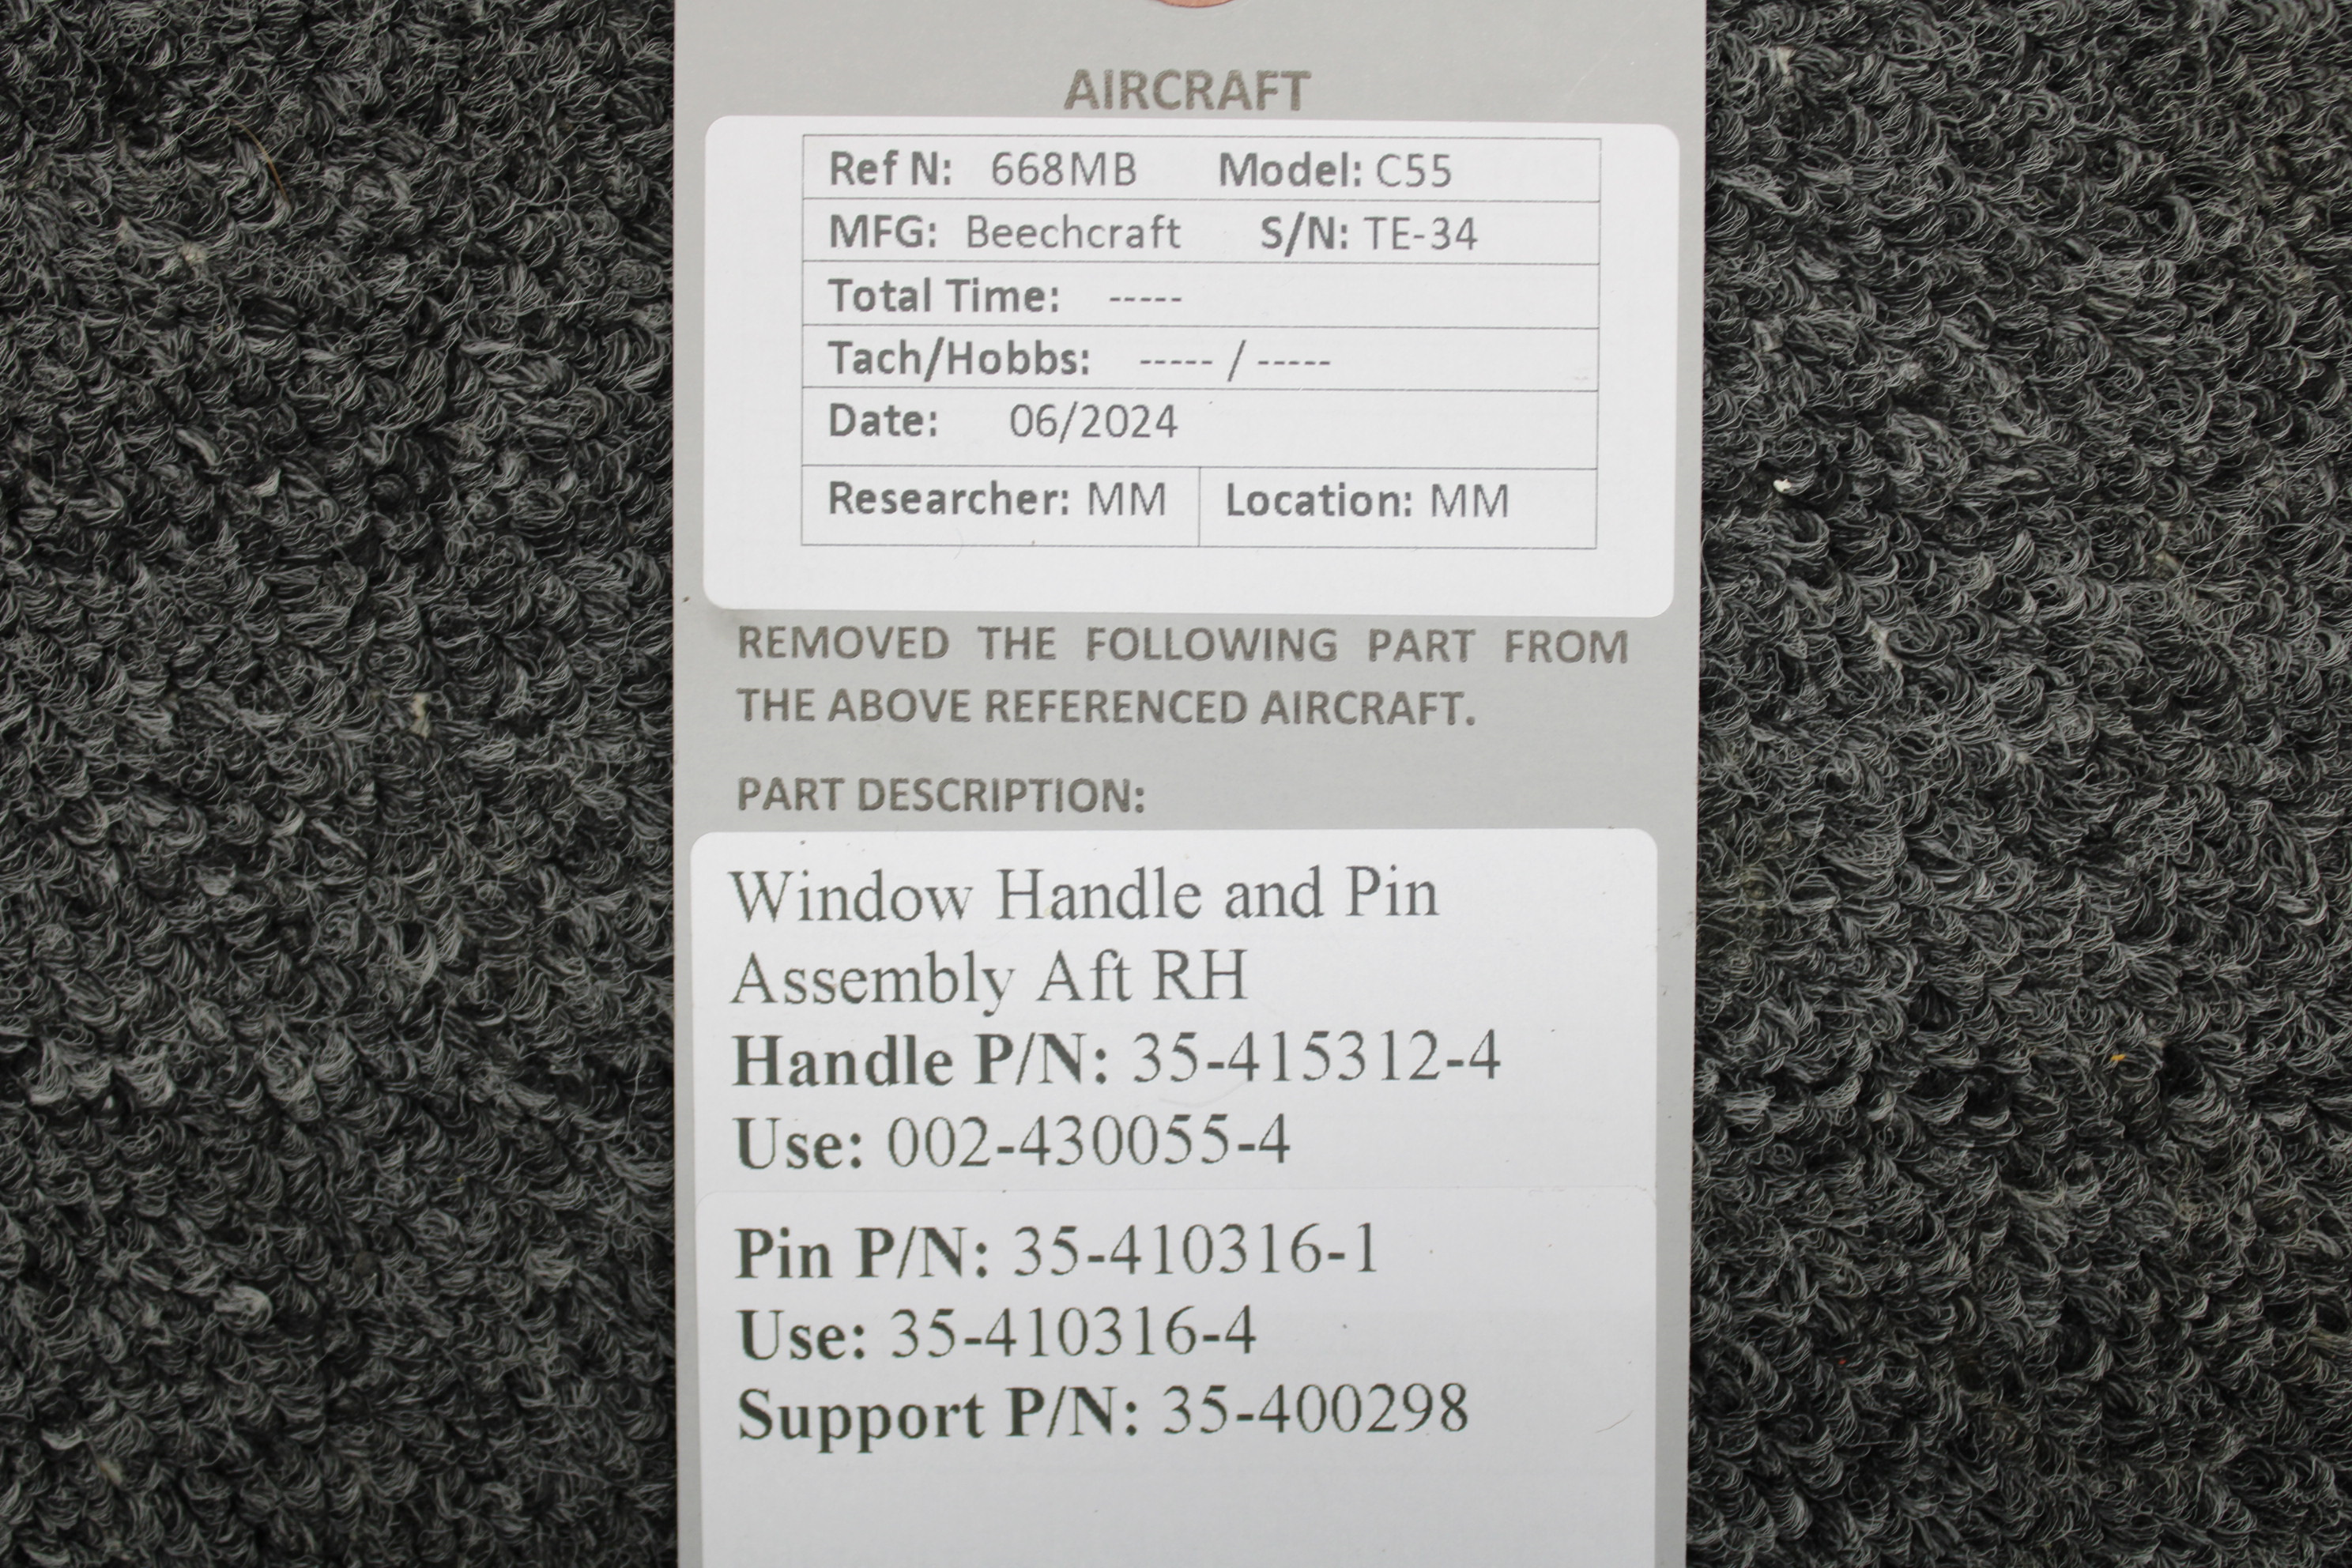 AIRCRAFT
Ref N: 668MB Model: C55
MFG: Beechcraft S/N: TE-34
Total Time: -----
Tach/Hobbs: ----- / -----
Date: 06/2024
Researcher: MM Location: MM
REMOVED THE FOLLOWING PART FROM
THE ABOVE REFERENCED AIRCRAFT.
PART DESCRIPTION:
Window Handle and Pin
Assembly Aft RH
Handle P/N: 35-415312-4
Use: 002-430055-4
Pin P/N: 35-410316-1
Use: 35-410316-4
Support P/N: 35-400298